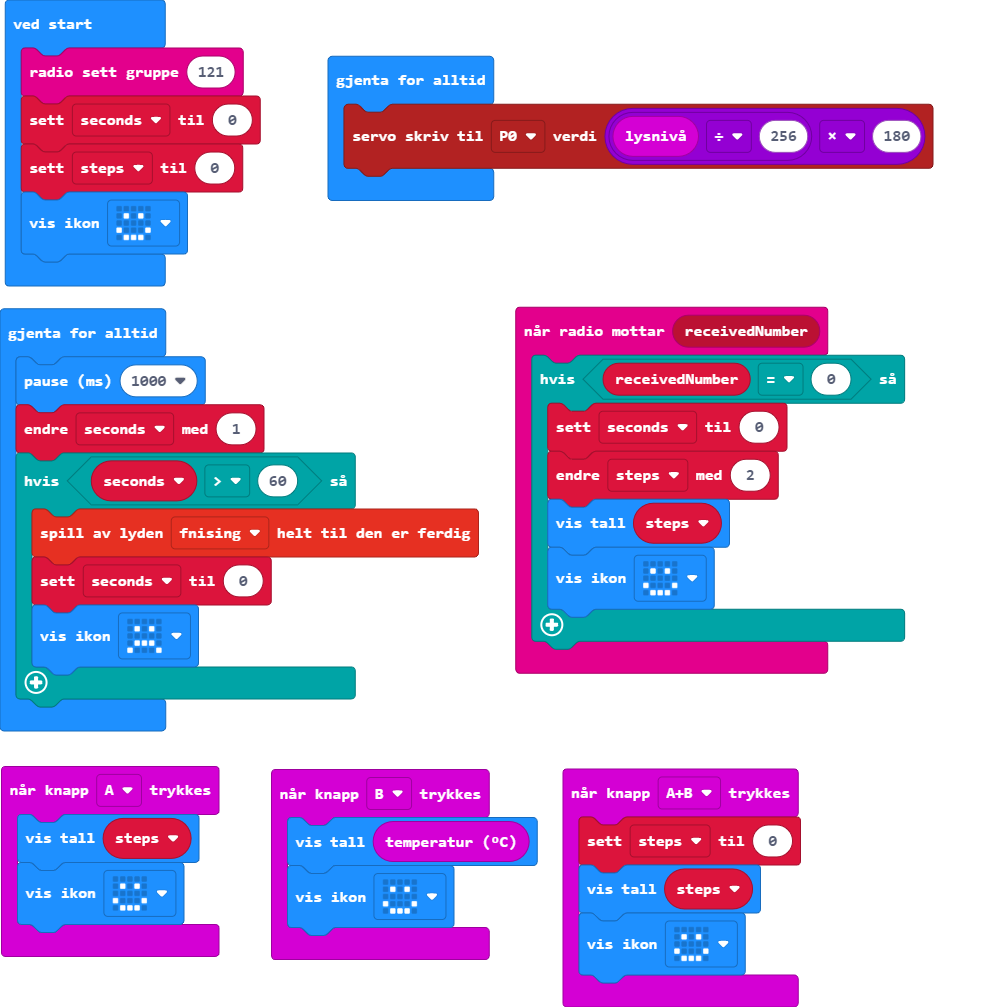 ved start
radio sett gruppe 121
sett seconds til 0
sett steps til 0
vis ikon
gjenta for alltid
servo skriv til P0 verdi lysnivå ÷ 256 × 180
gjenta for alltid
pause (ms) 1000
endre seconds med 1
hvis seconds > 60 så
spill av lyden fnising helt til den er ferdig
sett seconds til 0
vis ikon
når radio mottar receivedNumber
hvis receivedNumber = 0 så
sett seconds til 0
endre steps med 2
vis tall steps
vis ikon
når knapp A trykkes
vis tall steps
vis ikon
når knapp B trykkes
vis tall temperatur (ºC)
vis ikon
når knapp A+B trykkes
sett steps til 0
vis tall steps
vis ikon